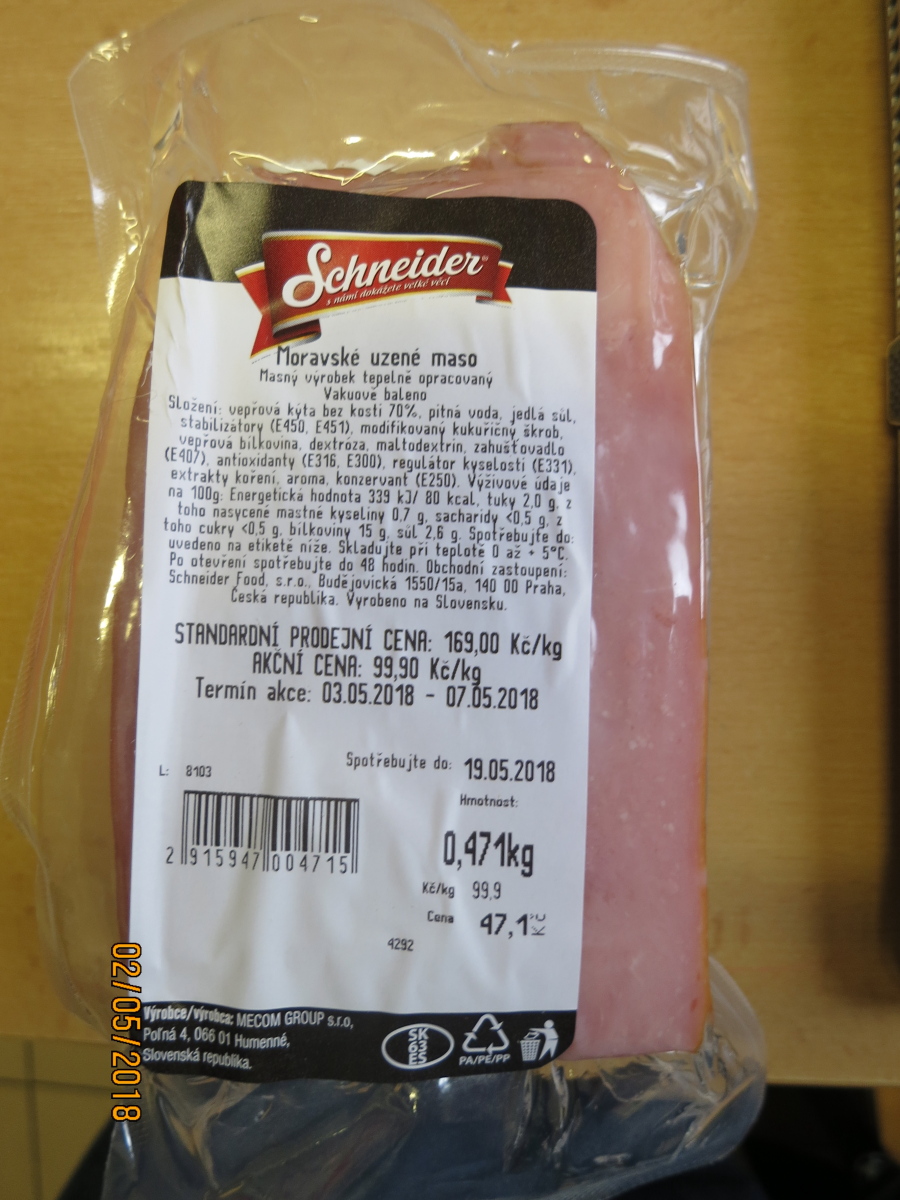 Schneider
s námi dokážete velké věci
Moravské uzené maso
Masný výrobek tepelně opracovaný
Vakuově baleno
Složení: vepřová kýta bez kosti 70%, pitná voda, jedlá sůl,
stabilizátory (E450, E451), modifikovaný kukuřičný škrob,
vepřová bílkovina, dextróza, maltodextrin, zahušťovadlo
(E407), antioxidanty (E316, E300), regulátor kyselosti (E331),
extrakty koření, aroma, konzervant (E250). Výživové údaje
na 100g: Energetická hodnota 339 kJ/ 80 kcal, tuky 2,0 g, z
toho nasycené mastné kyseliny 0,7 g, sacharidy <0,5 g, z
toho cukry <0,5 g, bílkoviny 15 g, sůl 2,6 g. Spotřebujte do:
uvedeno na etiketě níže. Skladujte při teplotě 0 až + 5°C.
Po otevření spotřebujte do 48 hodin. Obchodní zastoupení:
Schneider Food, s.r.o., Budějovická 1550/15a, 140 00 Praha,
Česká republika. Vyrobeno na Slovensku.
STANDARDNÍ PRODEJNÍ CENA: 169,00 Kč/kg
AKČNÍ CENA: 99,90 Kč/kg
Termín akce: 03.05.2018 - 07.05.2018
Spotřebujte do: 19.05.2018
L: 8103
Hmotnost:
0,471kg
2 915947 004715
Kč/kg 99,9
Cena 47,1 Kč
4292
Výrobce/výrobca: MECOM GROUP s.r.o,
Poľná 4, 066 01 Humenné,
Slovenská republika.
SK
63
ES
PA/PE/PP
02/05/2018